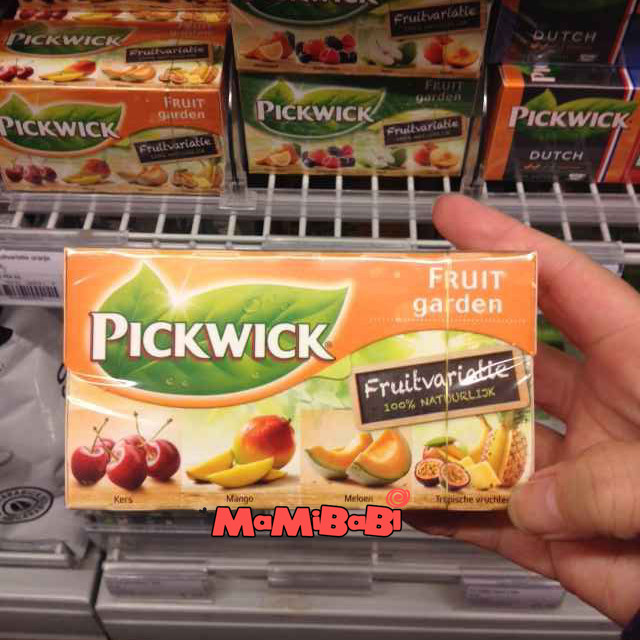 Fruitvariatie
PICKWICK
Fruitvariatie
DUTCH
FRUIT
garden
PICKWICK
Fruitvariatie
FRUIT
garden
PICKWICK
Fruitvariatie
PICKWICK
DUTCH
FRUIT
garden
PICKWICK
Fruitvariatie
100% NATUURLIJK
Kers
Mango
Meloen
Tropische vruchten
MaMiBaBi